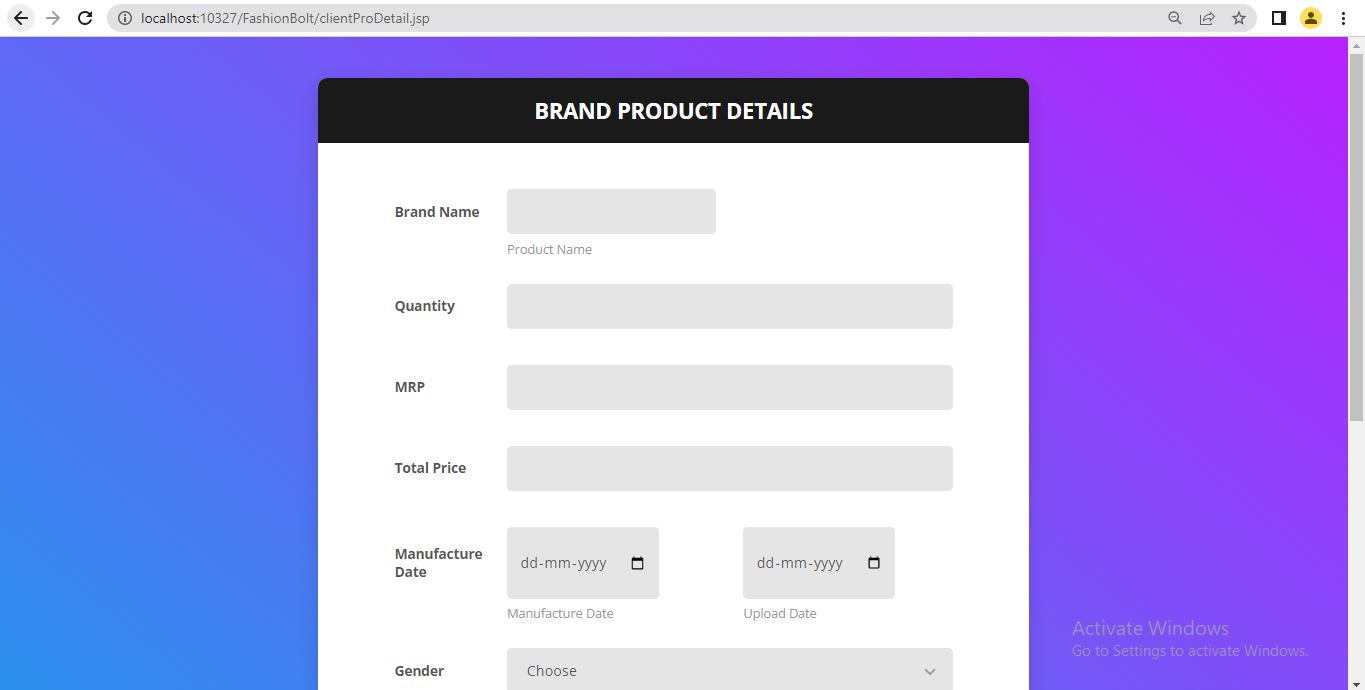 localhost:10327/FashionBolt/clientProDetail.jsp
BRAND PRODUCT DETAILS
Brand Name
Product Name
Quantity
MRP
Total Price
Manufacture
Date
dd-mm-yyyy
dd-mm-yyyy
Manufacture Date
Upload Date
Gender
Choose
Activate Windows
Go to Settings to activate Windows.